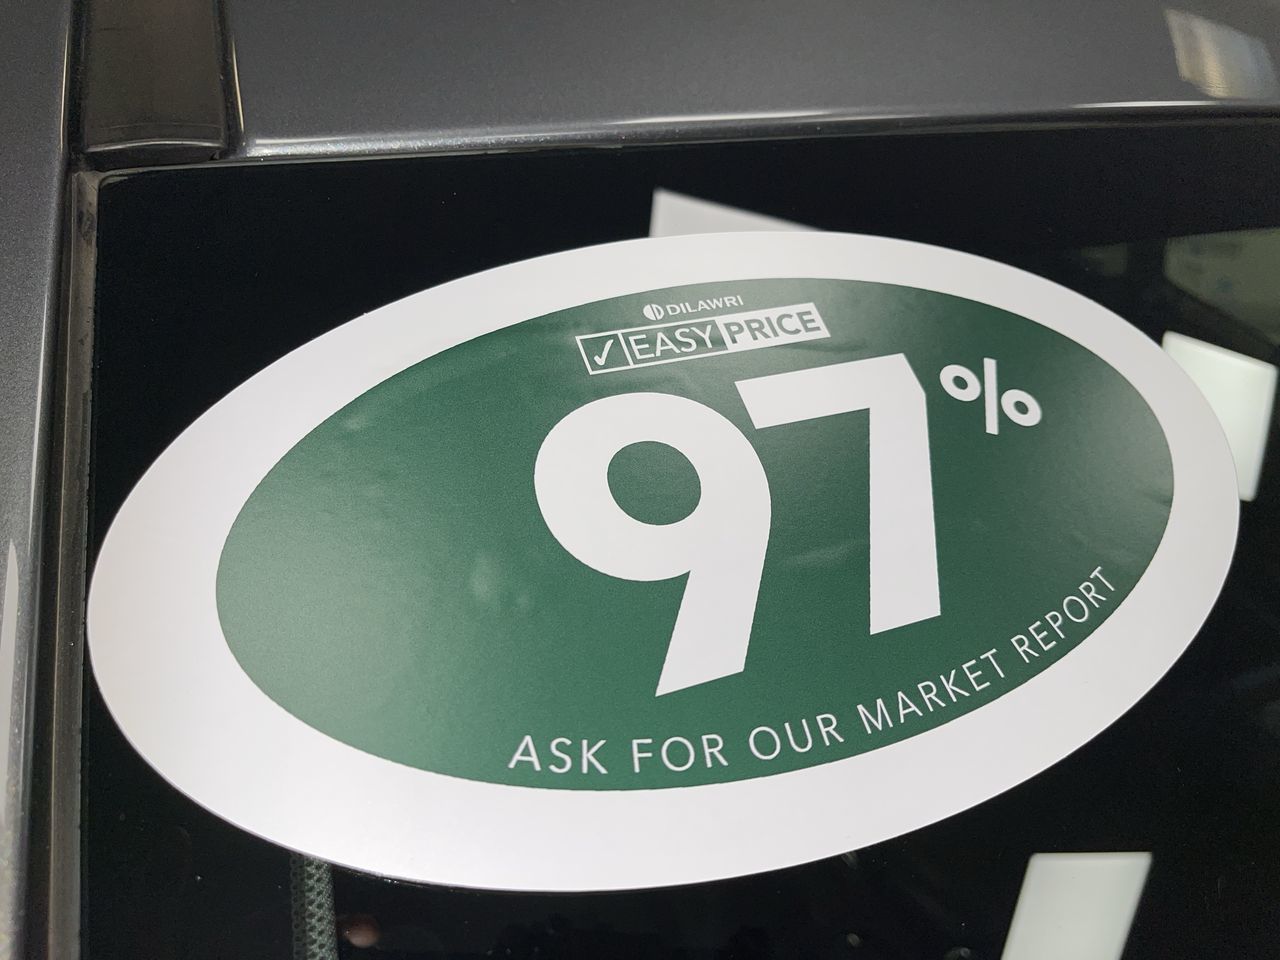 DILAWRI
✓ EASY PRICE
97%
ASK FOR OUR MARKET REPORT